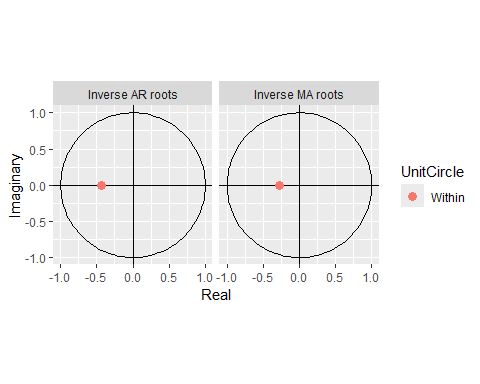 Inverse AR roots
Inverse MA roots
Imaginary
1.0
0.5
0.0
-0.5
-1.0
-1.0 -0.5 0.0 0.5 1.0
-1.0 -0.5 0.0 0.5 1.0
Real
UnitCircle
Within